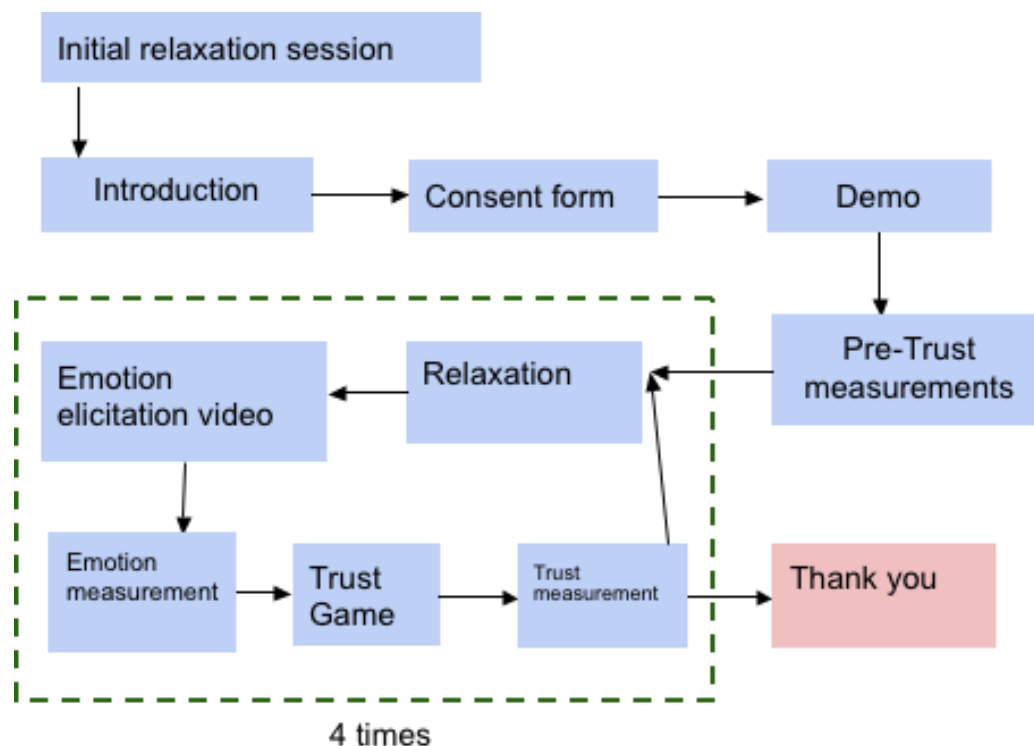 Initial relaxation session
Introduction
Consent form
Demo
Pre-Trust
measurements
Relaxation
Emotion
elicitation video
Emotion
measurement
Trust
Game
Trust
measurement
Thank you
4 times